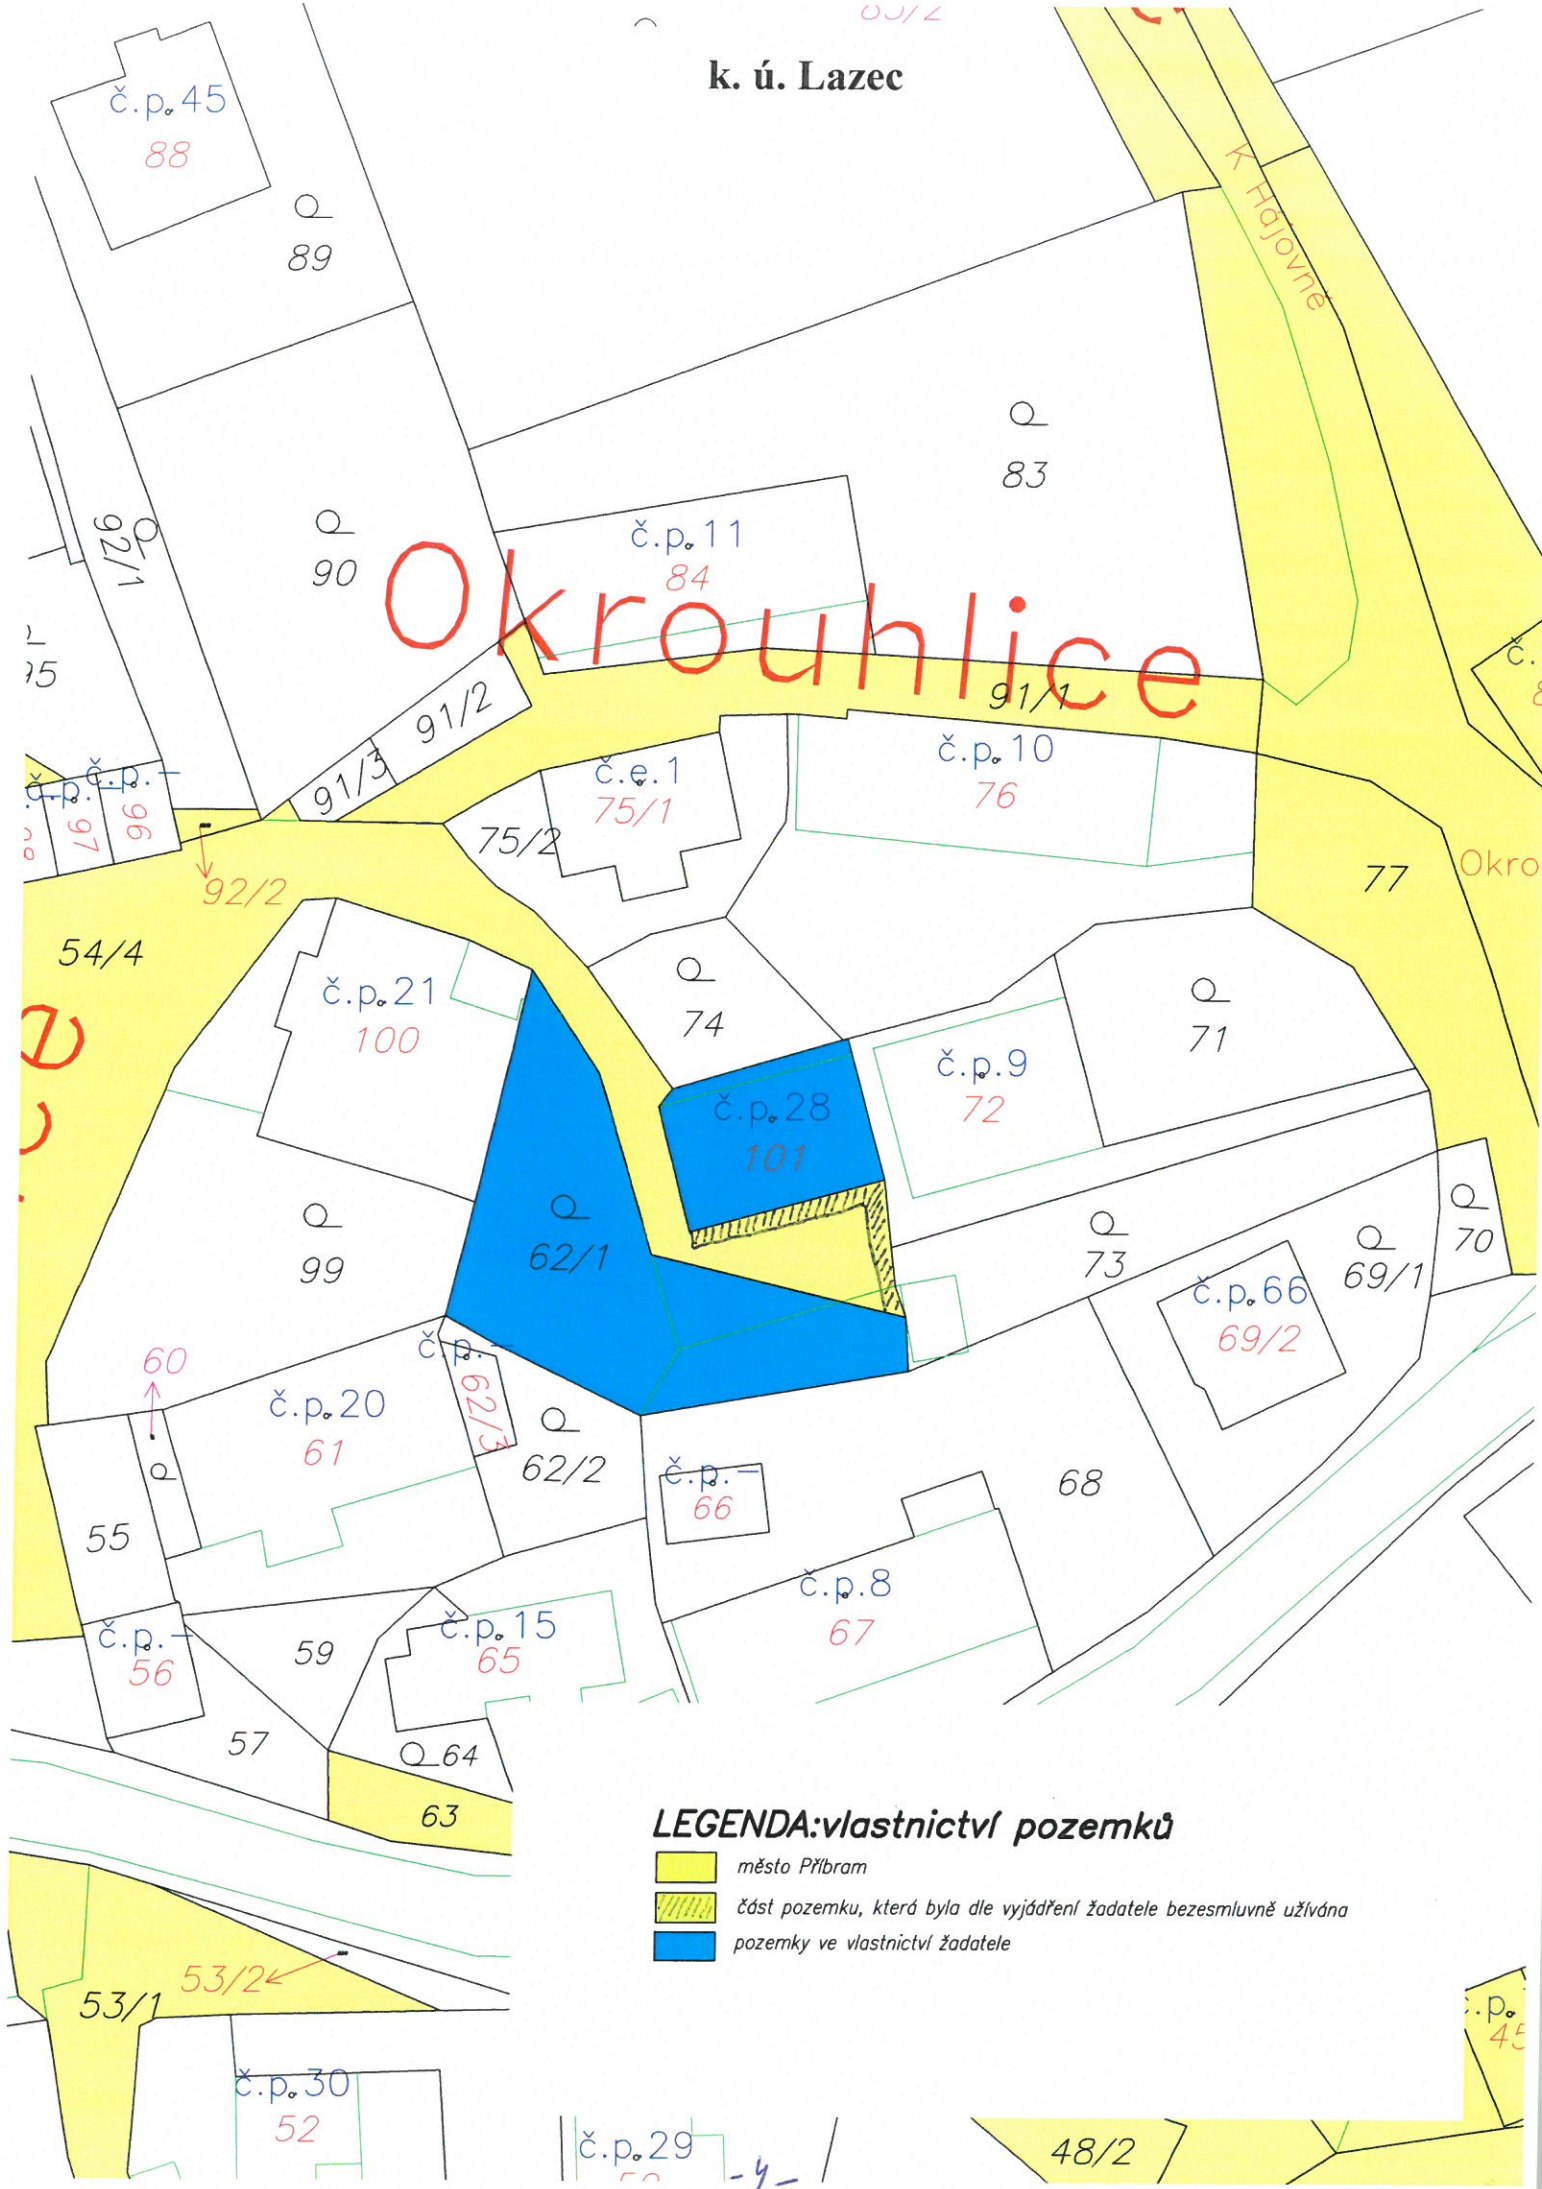 k. ú. Lazec
č.p. 45
88
K Hájovně
89
83
92/1
90
č.p. 11
84
Okrouhlice
91/1
91/2
91/3
č.p. -
96
97
č.e. 1
75/1
75/2
č.p. 10
76
77
Okro
92/2
54/4
č.p. 21
100
74
71
č.p. 9
72
č.p. 28
101
99
62/1
73
70
69/1
č.p. 66
69/2
60
č.p. -
62/3
č.p. 20
61
62/2
č.p. -
66
68
55
č.p. 8
67
č.p. -
56
59
č.p. 15
65
57
64
63
LEGENDA:vlastnictví pozemků
město Příbram
část pozemku, která byla dle vyjádření žadatele bezesmluvně užívána
pozemky ve vlastnictví žadatele
53/2
53/1
č.p. 30
52
č.p. 29
48/2
-4-